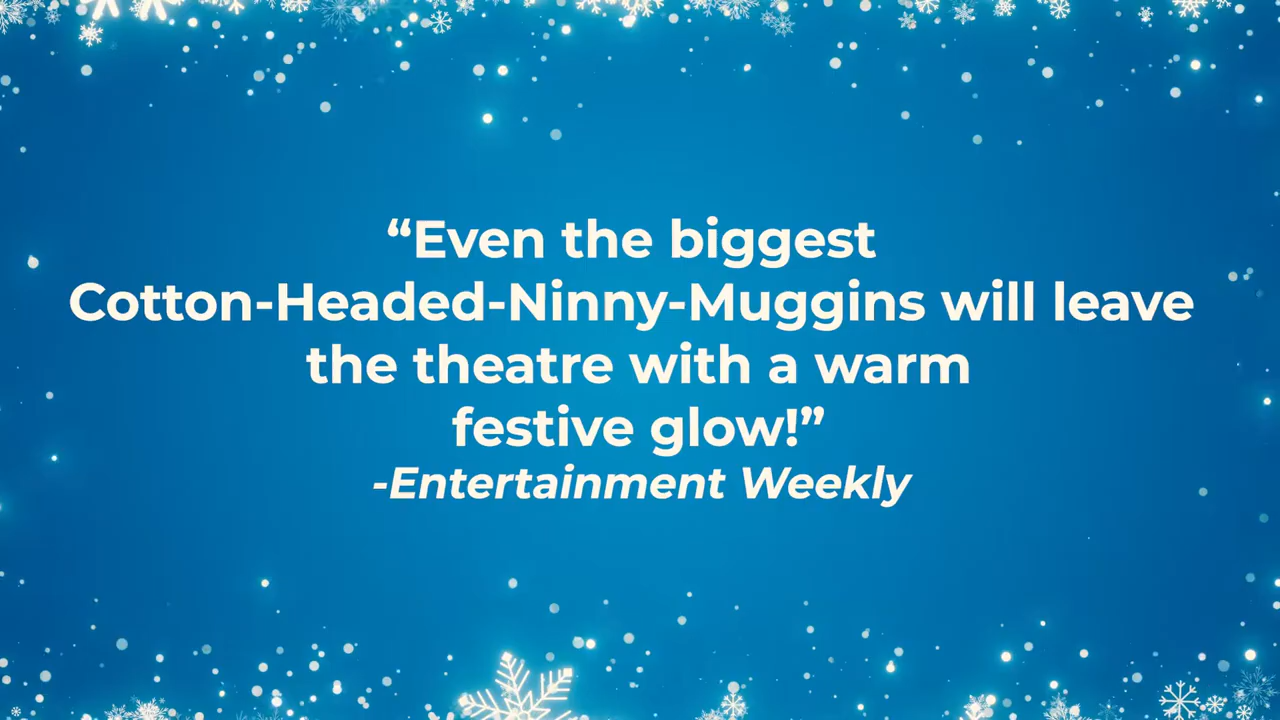 “Even the biggest
Cotton-Headed-Ninny-Muggins will leave
the theatre with a warm
festive glow!”
-Entertainment Weekly